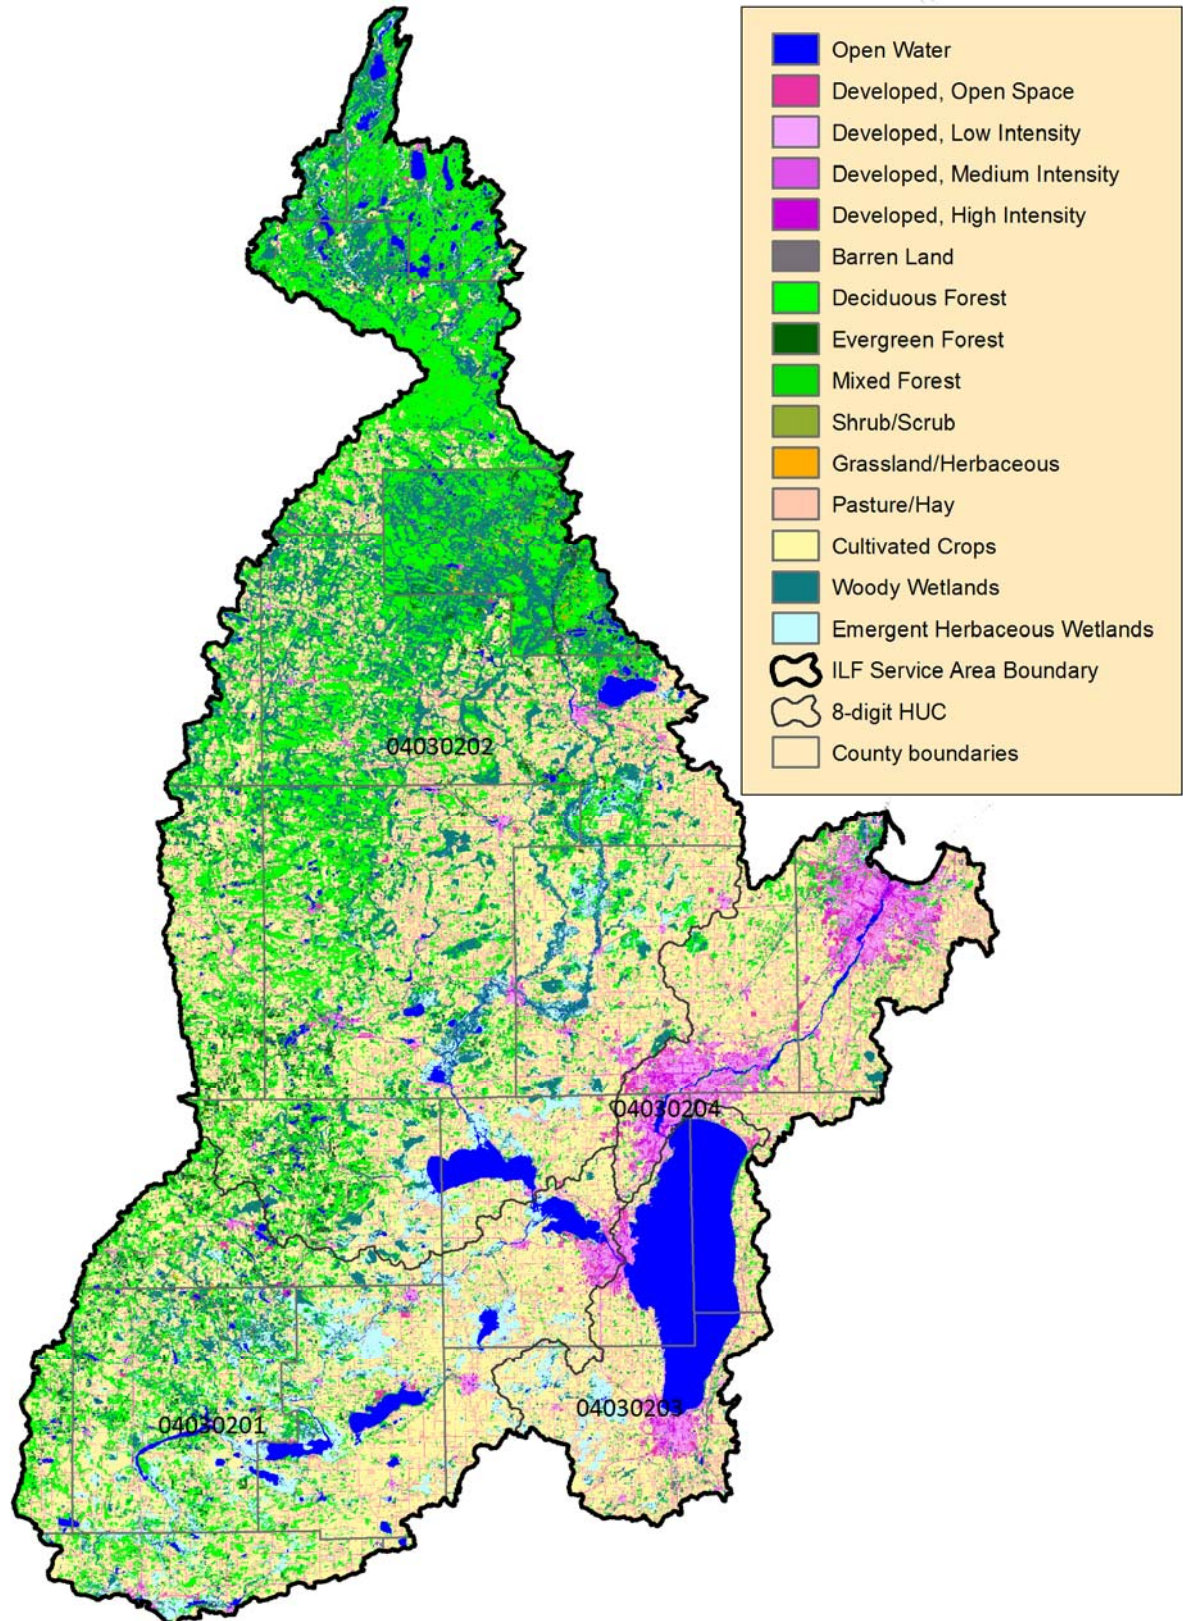 Open Water
Developed, Open Space
Developed, Low Intensity
Developed, Medium Intensity
Developed, High Intensity
Barren Land
Deciduous Forest
Evergreen Forest
Mixed Forest
Shrub/Scrub
Grassland/Herbaceous
Pasture/Hay
Cultivated Crops
Woody Wetlands
Emergent Herbaceous Wetlands
ILF Service Area Boundary
8-digit HUC
County boundaries
04030202
04030204
04030203
04030201